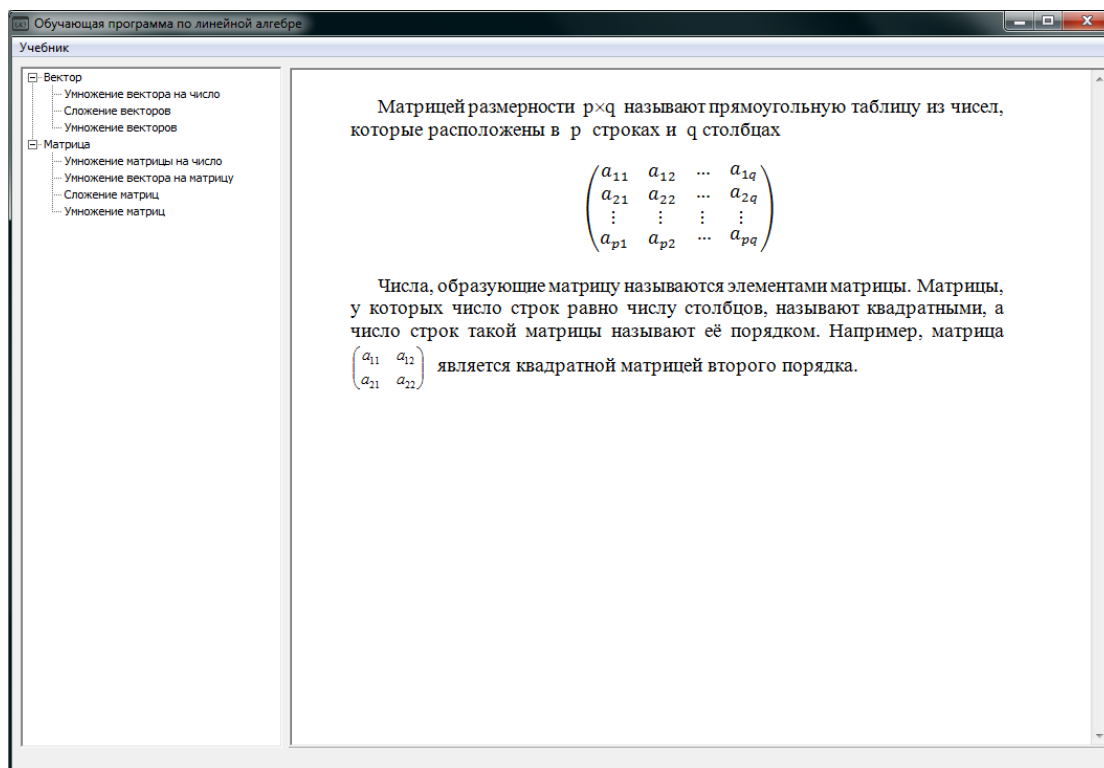 Обучающая программа по линейной алгебре
Учебник
Вектор
Умножение вектора на число
Сложение векторов
Умножение векторов
Матрица
Умножение матрицы на число
Умножение вектора на матрицу
Сложение матриц
Умножение матриц
Матрицей размерности p×q называют прямоугольную таблицу из чисел,
которые расположены в p строках и q столбцах
a11 a12 ... a1q
a21 a22 ... a2q
⋮ ⋮ ⋮ ⋮
ap1 ap2 ... apq
Числа, образующие матрицу называются элементами матрицы. Матрицы,
у которых число строк равно числу столбцов, называют квадратными, а
число строк такой матрицы называют её порядком. Например, матрица
a11 a12
a21 a22
является квадратной матрицей второго порядка.